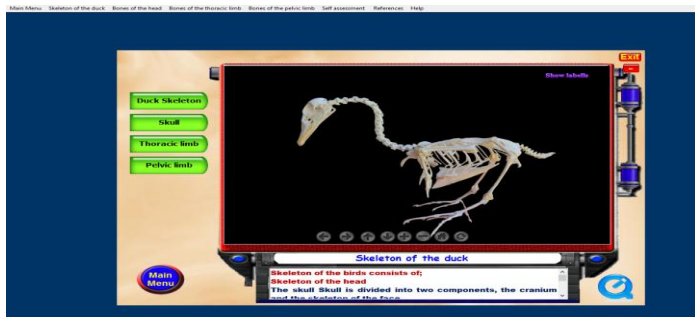 Main Menu Skeleton of the duck Bones of the head Bones of the thoracic limb Bones of the pelvic limb Self assessment References Help
Exit
Show labells
Duck Skeleton
Skull
Thoracic limb
Pelvic limb
Skeleton of the duck
Main
Menu
Skeleton of the birds consists of;
Skeleton of the head
The skull Skull is divided into two components, the cranium
and the skeleton of the face